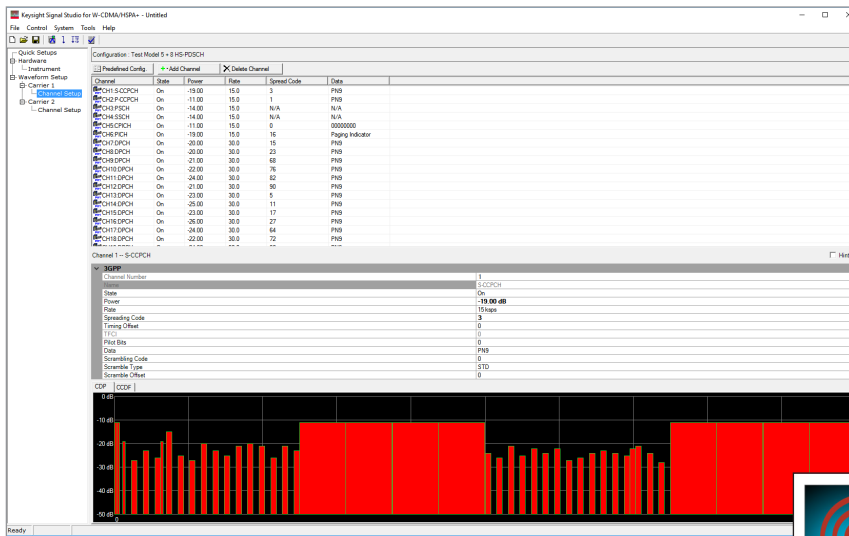 Keysight Signal Studio for W-CDMA/HSPA+ - Untitled
File Control System Tools Help
Quick Setups
Hardware
Instrument
Waveform Setup
Carrier 1
Channel Setup
Carrier 2
Channel Setup
Configuration : Test Model 5 + 8 HS-PDSCH
Predefined Config. Add Channel Delete Channel
Channel State Power Rate Spread Code Data
CH1:S-CCPCH On -19.00 15.0 3 PN9
CH2:P-CCPCH On -11.00 15.0 1 PN9
CH3:PSCH On -14.00 15.0 N/A N/A
CH4:SSCH On -14.00 15.0 N/A N/A
CH5:CPICH On -11.00 15.0 0 00000000
CH6:PICH On -19.00 15.0 16 Paging Indicator
CH7:DPCH On -20.00 30.0 15 PN9
CH8:DPCH On -20.00 30.0 23 PN9
CH9:DPCH On -21.00 30.0 68 PN9
CH10:DPCH On -22.00 30.0 76 PN9
CH11:DPCH On -24.00 30.0 82 PN9
CH12:DPCH On -21.00 30.0 90 PN9
CH13:DPCH On -23.00 30.0 5 PN9
CH14:DPCH On -25.00 30.0 11 PN9
CH15:DPCH On -23.00 30.0 17 PN9
CH16:DPCH On -26.00 30.0 27 PN9
CH17:DPCH On -24.00 30.0 64 PN9
CH18:DPCH On -22.00 30.0 72 PN9
Channel 1 -- S-CCPCH Hint
3GPP
Channel Number 1
Name S-CCPCH
State On
Power -19.00 dB
Rate 15 ksps
Spreading Code 3
Timing Offset 0
TFCI 0
Pilot Bits 0
Data PN9
Scrambling Code 0
Scramble Type STD
Scramble Offset 0
CDP CCDF
0 dB
-10 dB
-20 dB
-30 dB
-40 dB
-50 dB
0
Ready